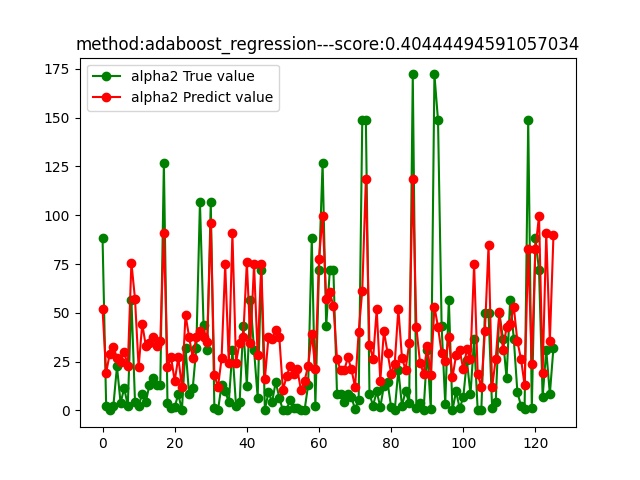 method:adaboost_regression---score:0.40444494591057034
alpha2 True value
alpha2 Predict value
175
150
125
100
75
50
25
0
0 20 40 60 80 100 120